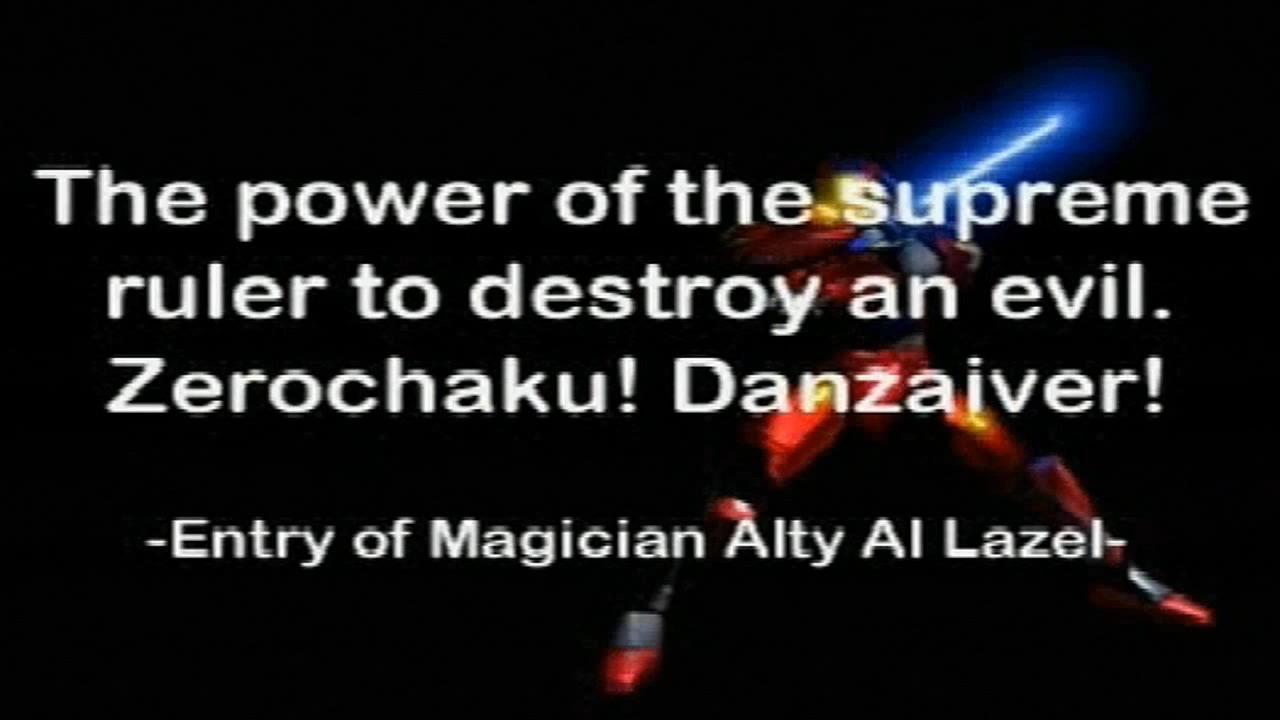 The power of the supreme
ruler to destroy an evil.
Zerochaku! Danzaiver!
-Entry of Magician Alty Al Lazel-